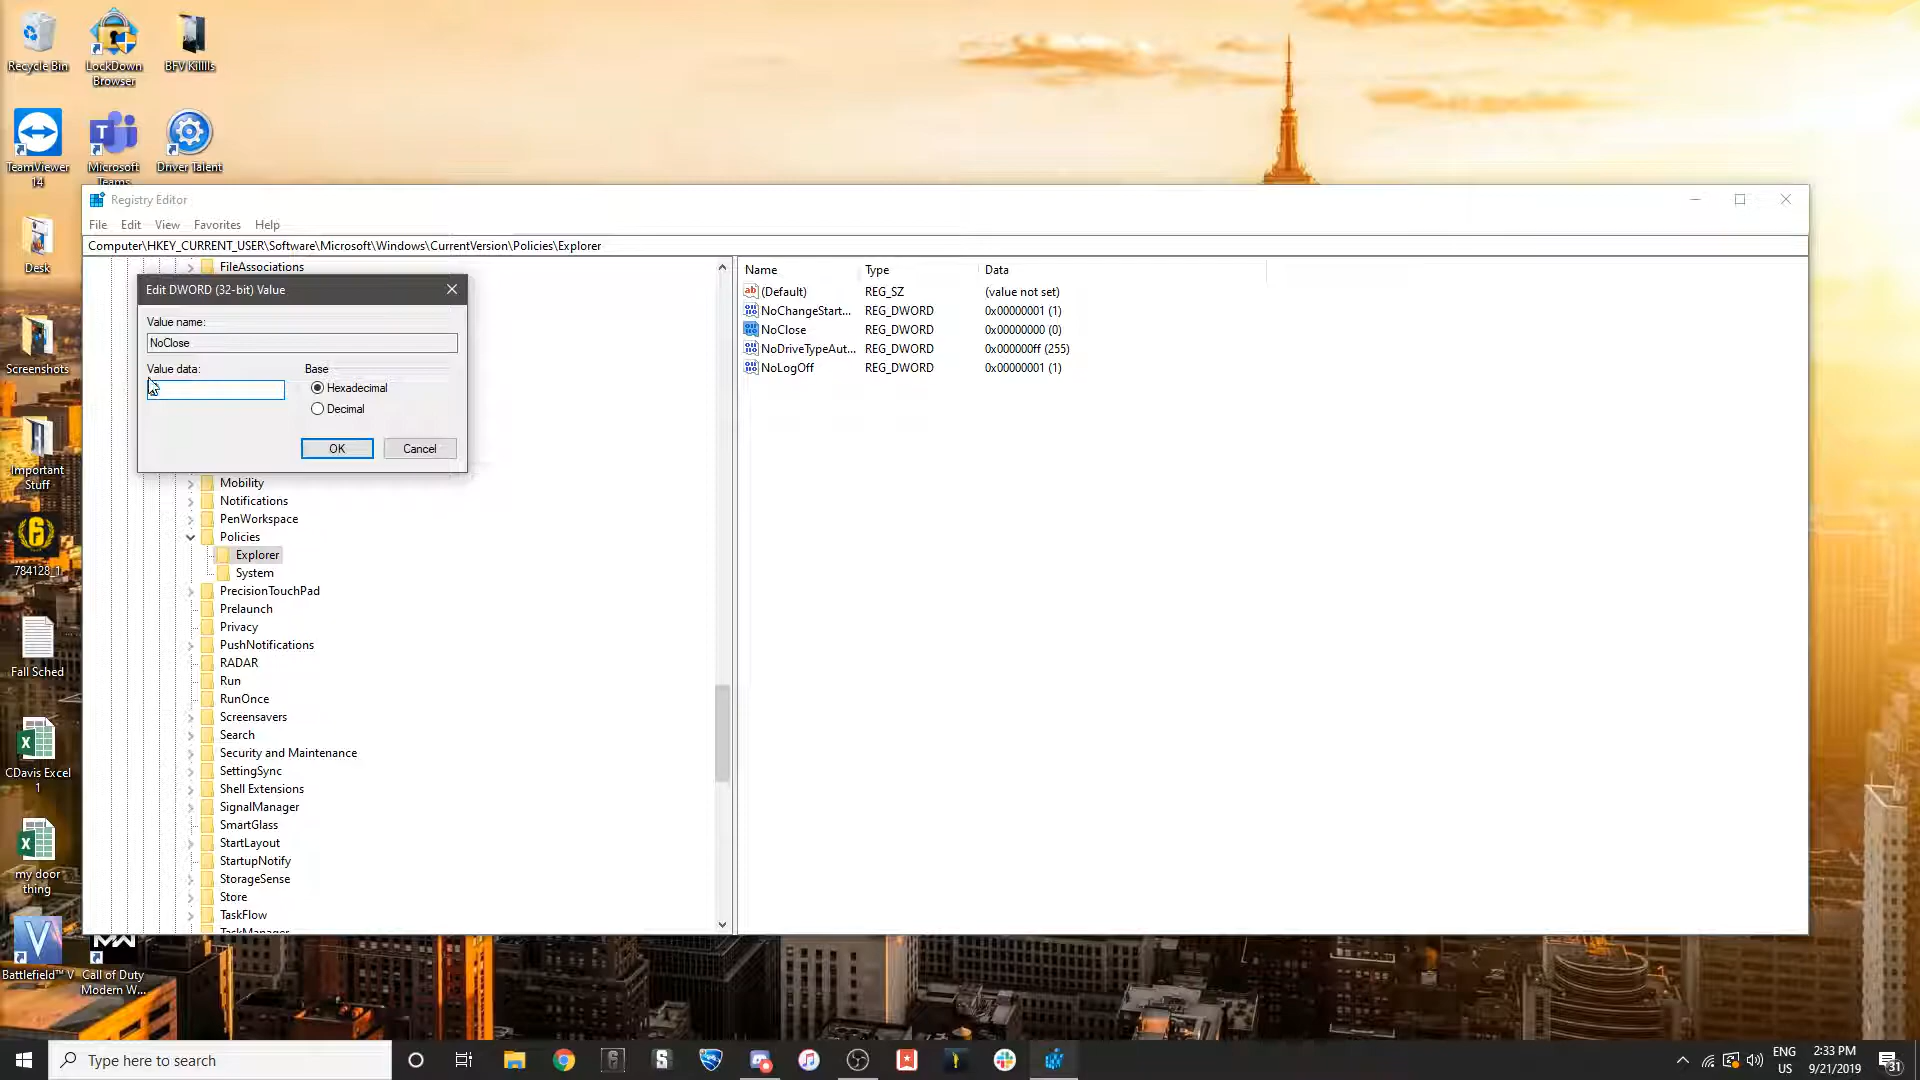 Recycle Bin
LockDown
Browser
BFV Killlls
TeamViewer
14
Microsoft
Teams
Driver Talent
Desk
Screenshots
Important
Stuff
784128_1
Fall Sched
CDavis Excel
1
my door
thing
Battlefield™ V
Call of Duty
Modern W...
Registry Editor
File Edit View Favorites Help
Computer\HKEY_CURRENT_USER\Software\Microsoft\Windows\CurrentVersion\Policies\Explorer
FileAssociations
Edit DWORD (32-bit) Value
Value name:
NoClose
Value data:
Base
Hexadecimal
Decimal
OK
Cancel
Mobility
Notifications
PenWorkspace
Policies
Explorer
System
PrecisionTouchPad
Prelaunch
Privacy
PushNotifications
RADAR
Run
RunOnce
Screensavers
Search
Security and Maintenance
SettingSync
Shell Extensions
SignalManager
SmartGlass
StartLayout
StartupNotify
StorageSense
Store
TaskFlow
TaskManager
Name Type Data
(Default) REG_SZ (value not set)
NoChangeStart... REG_DWORD 0x00000001 (1)
NoClose REG_DWORD 0x00000000 (0)
NoDriveTypeAut... REG_DWORD 0x000000ff (255)
NoLogOff REG_DWORD 0x00000001 (1)
Type here to search
ENG
US
2:33 PM
9/21/2019
31